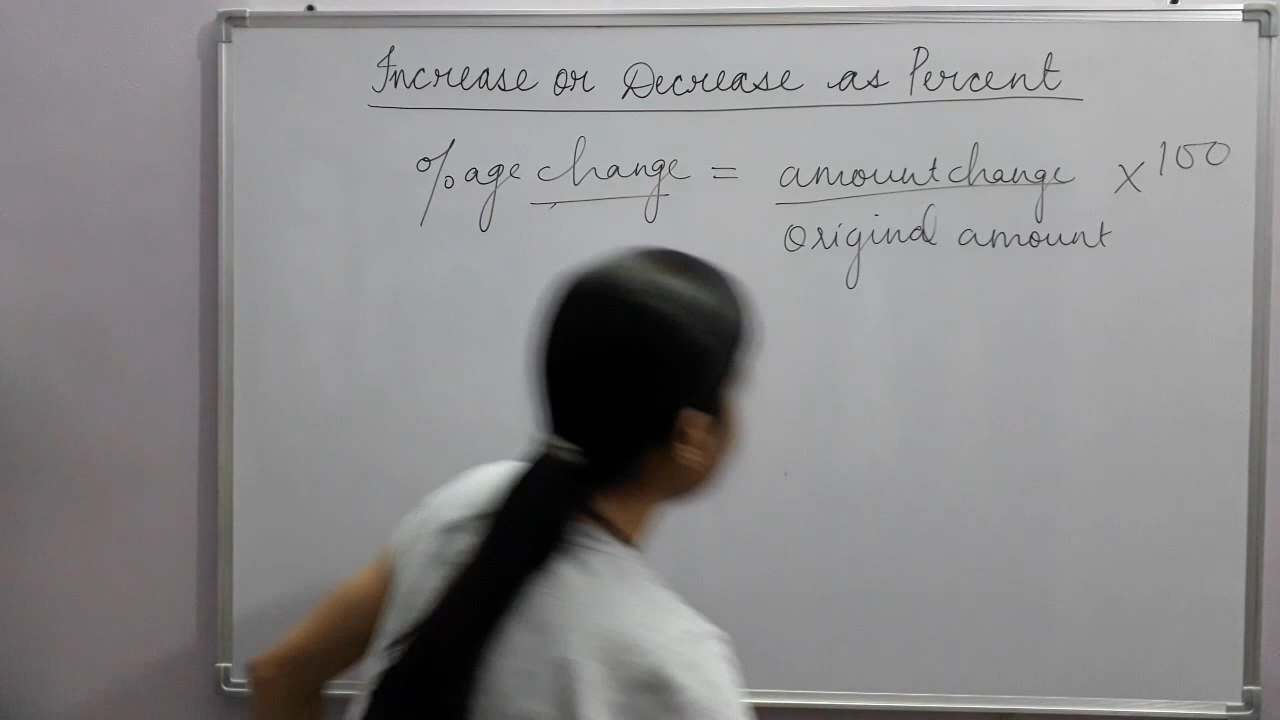 Increase or Decrease as Percent
%age change = amount change × 100
original amount